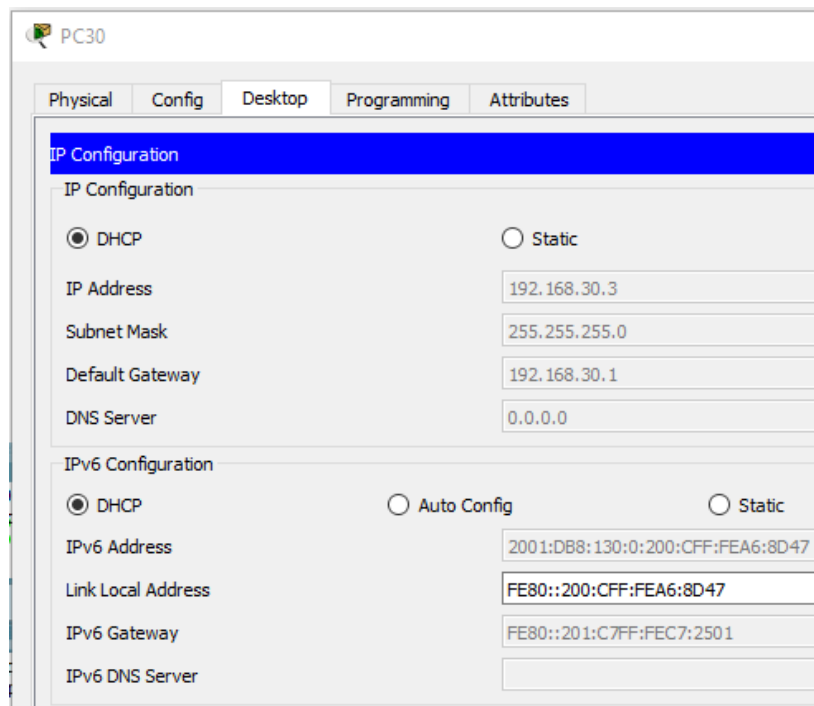 PC30
Physical Config Desktop Programming Attributes
IP Configuration
IP Configuration
DHCP Static
IP Address 192.168.30.3
Subnet Mask 255.255.255.0
Default Gateway 192.168.30.1
DNS Server 0.0.0.0
IPv6 Configuration
DHCP Auto Config Static
IPv6 Address 2001:DB8:130:0:200:CFF:FEA6:8D47
Link Local Address FE80::200:CFF:FEA6:8D47
IPv6 Gateway FE80::201:C7FF:FEC7:2501
IPv6 DNS Server